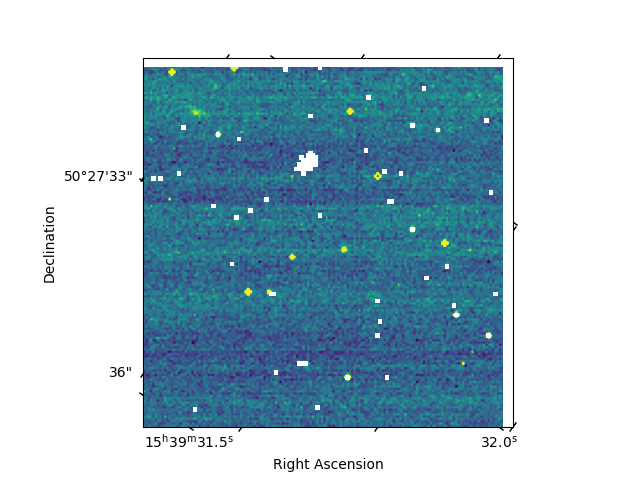 50°27'33"
Declination
36"
15ʰ39ᵐ31.5ˢ
32.0ˢ
Right Ascension